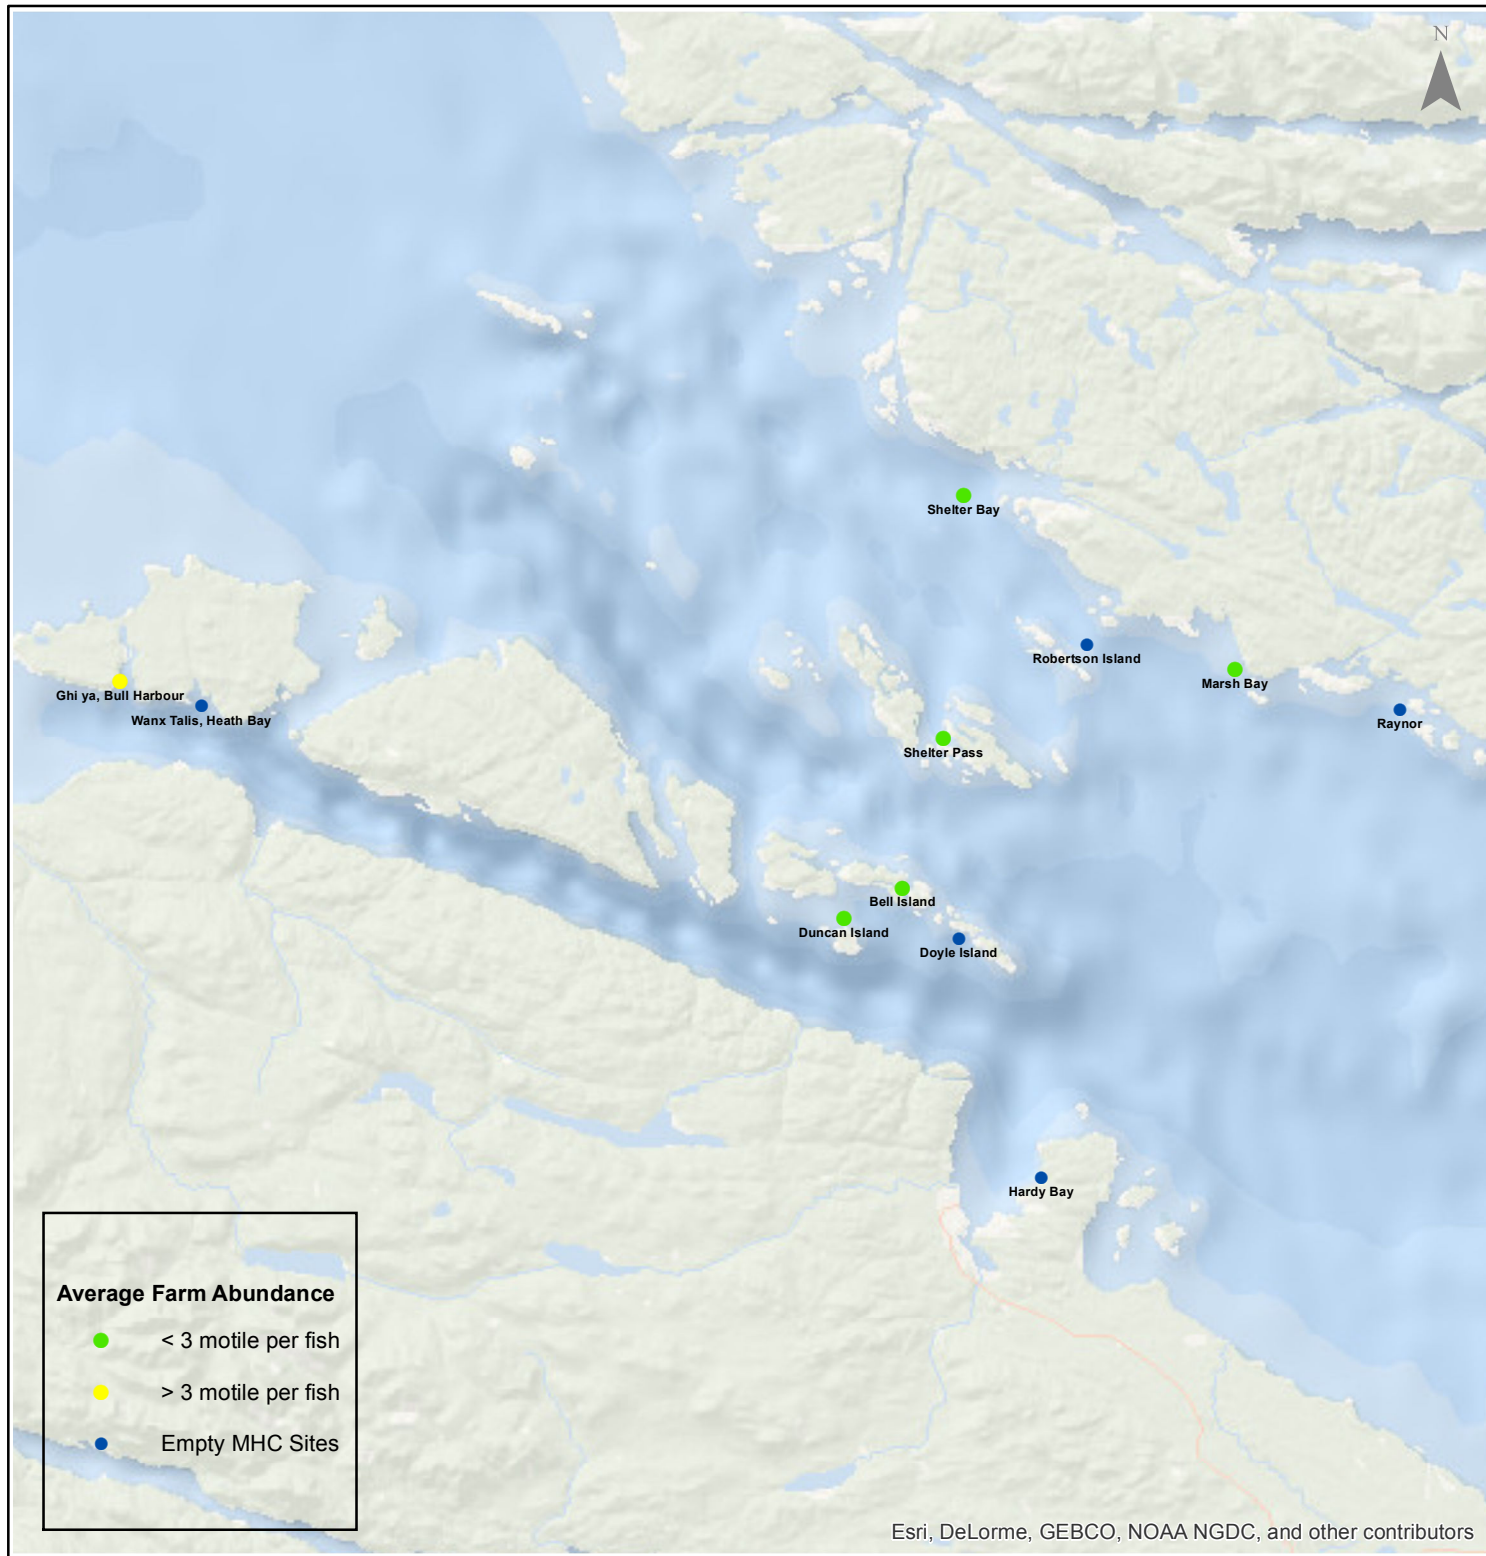 N
Shelter Bay
Robertson Island
Marsh Bay
Ghi ya, Bull Harbour
Wanx Talis, Heath Bay
Raynor
Shelter Pass
Bell Island
Duncan Island
Doyle Island
Hardy Bay
Average Farm Abundance
< 3 motile per fish
> 3 motile per fish
Empty MHC Sites
Esri, DeLorme, GEBCO, NOAA NGDC, and other contributors